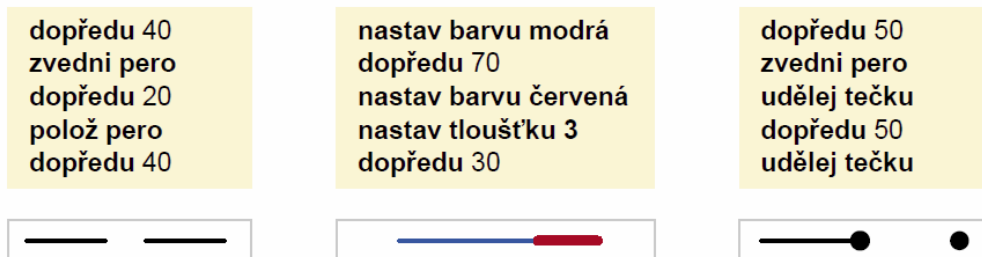 dopředu 40
zvedni pero
dopředu 20
polož pero
dopředu 40
nastav barvu modrá
dopředu 70
nastav barvu červená
nastav tloušťku 3
dopředu 30
dopředu 50
zvedni pero
udělej tečku
dopředu 50
udělej tečku